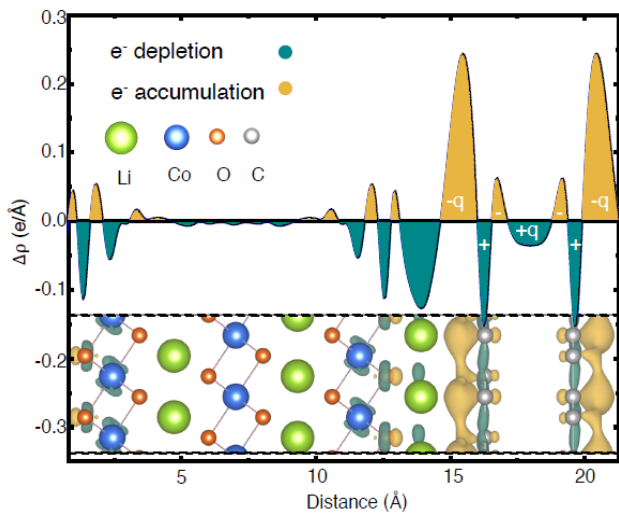 0.3
0.2
0.1
0.0
-0.1
-0.2
-0.3
Δρ (e/Å)
e⁻ depletion
e⁻ accumulation
Li Co O C
-q - - -q
+ +q +
5 10 15 20
Distance (Å)